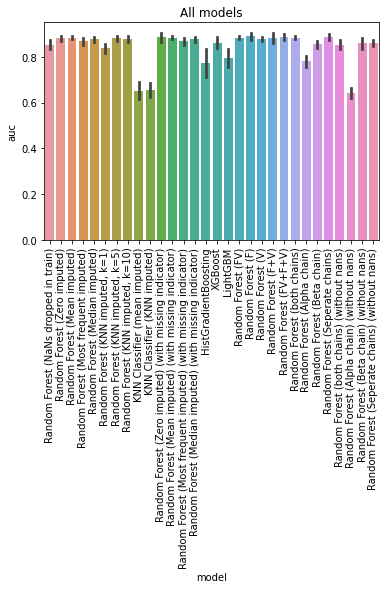 All models
auc
0.8
0.6
0.4
0.2
0.0
Random Forest (NaNs dropped in train)
Random Forest (Zero imputed)
Random Forest (Mean imputed)
Random Forest (Most frequent imputed)
Random Forest (Median imputed)
Random Forest (KNN imputed, k=1)
Random Forest (KNN imputed, k=5)
Random Forest (KNN imputed, k=10)
KNN Classifier (mean imputed)
KNN Classifier (KNN imputed)
Random Forest (Zero imputed) (with missing indicator)
Random Forest (Mean imputed) (with missing indicator)
Random Forest (Most frequent imputed) (with missing indicator)
Random Forest (Median imputed) (with missing indicator)
HistGradientBoosting
XGBoost
LightGBM
Random Forest (FV)
Random Forest (F)
Random Forest (V)
Random Forest (F+V)
Random Forest (FV+F+V)
Random Forest (both chains)
Random Forest (Alpha chain)
Random Forest (Beta chain)
Random Forest (Seperate chains)
Random Forest (both chains) (without nans)
Random Forest (Alpha chain) (without nans)
Random Forest (Beta chain) (without nans)
Random Forest (Seperate chains) (without nans)
model